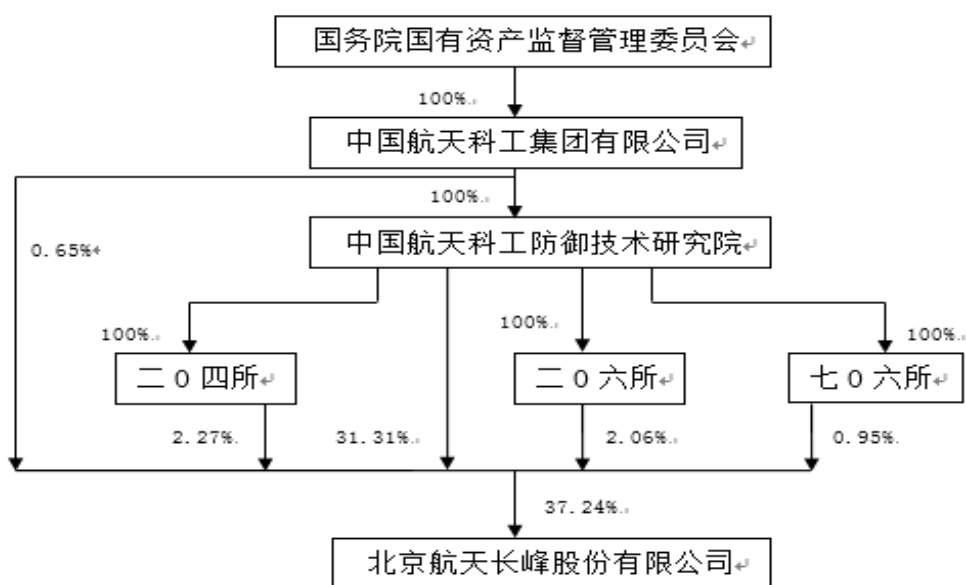 国务院国有资产监督管理委员会
100%
中国航天科工集团有限公司
100%
0.65%
中国航天科工防御技术研究院
100%
100%
100%
二0四所
二0六所
七0六所
2.27%
31.31%
2.06%
0.95%
37.24%
北京航天长峰股份有限公司